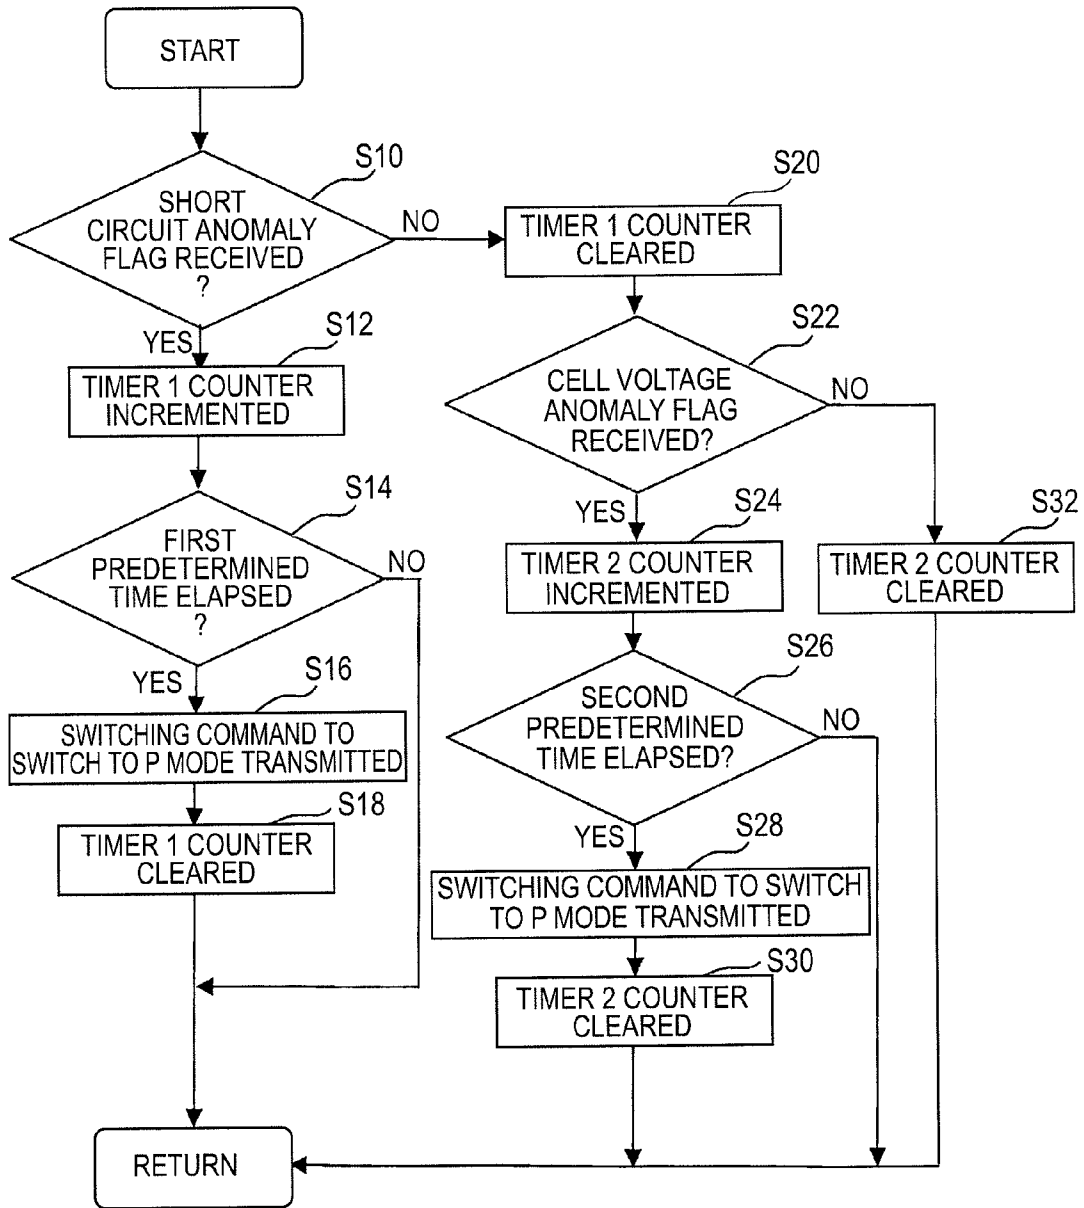 START
S10
SHORT
CIRCUIT ANOMALY
FLAG RECEIVED
?
NO
YES
S12
TIMER 1 COUNTER
INCREMENTED
S14
FIRST
PREDETERMINED
TIME ELAPSED
?
NO
YES
S16
SWITCHING COMMAND TO
SWITCH TO P MODE TRANSMITTED
S18
TIMER 1 COUNTER
CLEARED
RETURN
S20
TIMER 1 COUNTER
CLEARED
S22
CELL VOLTAGE
ANOMALY FLAG
RECEIVED?
NO
YES
S24
TIMER 2 COUNTER
INCREMENTED
S26
SECOND
PREDETERMINED
TIME ELAPSED?
NO
YES
S28
SWITCHING COMMAND TO SWITCH
TO P MODE TRANSMITTED
S30
TIMER 2 COUNTER
CLEARED
S32
TIMER 2 COUNTER
CLEARED